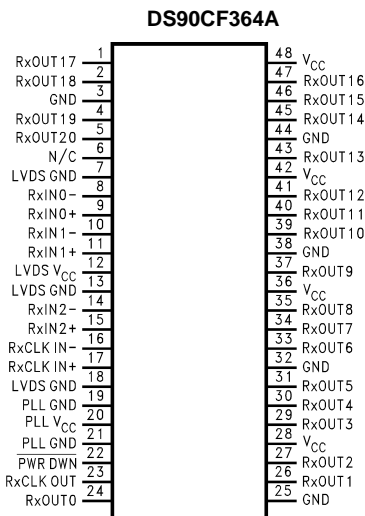 DS90CF364A
RxOUT17 1
RxOUT18 2
GND 3
RxOUT19 4
RxOUT20 5
N/C 6
LVDS GND 7
RxIN0- 8
RxIN0+ 9
RxIN1- 10
RxIN1+ 11
LVDS VCC 12
LVDS GND 13
RxIN2- 14
RxIN2+ 15
RxCLK IN- 16
RxCLK IN+ 17
LVDS GND 18
PLL GND 19
PLL VCC 20
PLL GND 21
PWR DWN 22
RxCLK OUT 23
RxOUT0 24
48 VCC
47 RxOUT16
46 RxOUT15
45 RxOUT14
44 GND
43 RxOUT13
42 VCC
41 RxOUT12
40 RxOUT11
39 RxOUT10
38 GND
37 RxOUT9
36 VCC
35 RxOUT8
34 RxOUT7
33 RxOUT6
32 GND
31 RxOUT5
30 RxOUT4
29 RxOUT3
28 VCC
27 RxOUT2
26 RxOUT1
25 GND